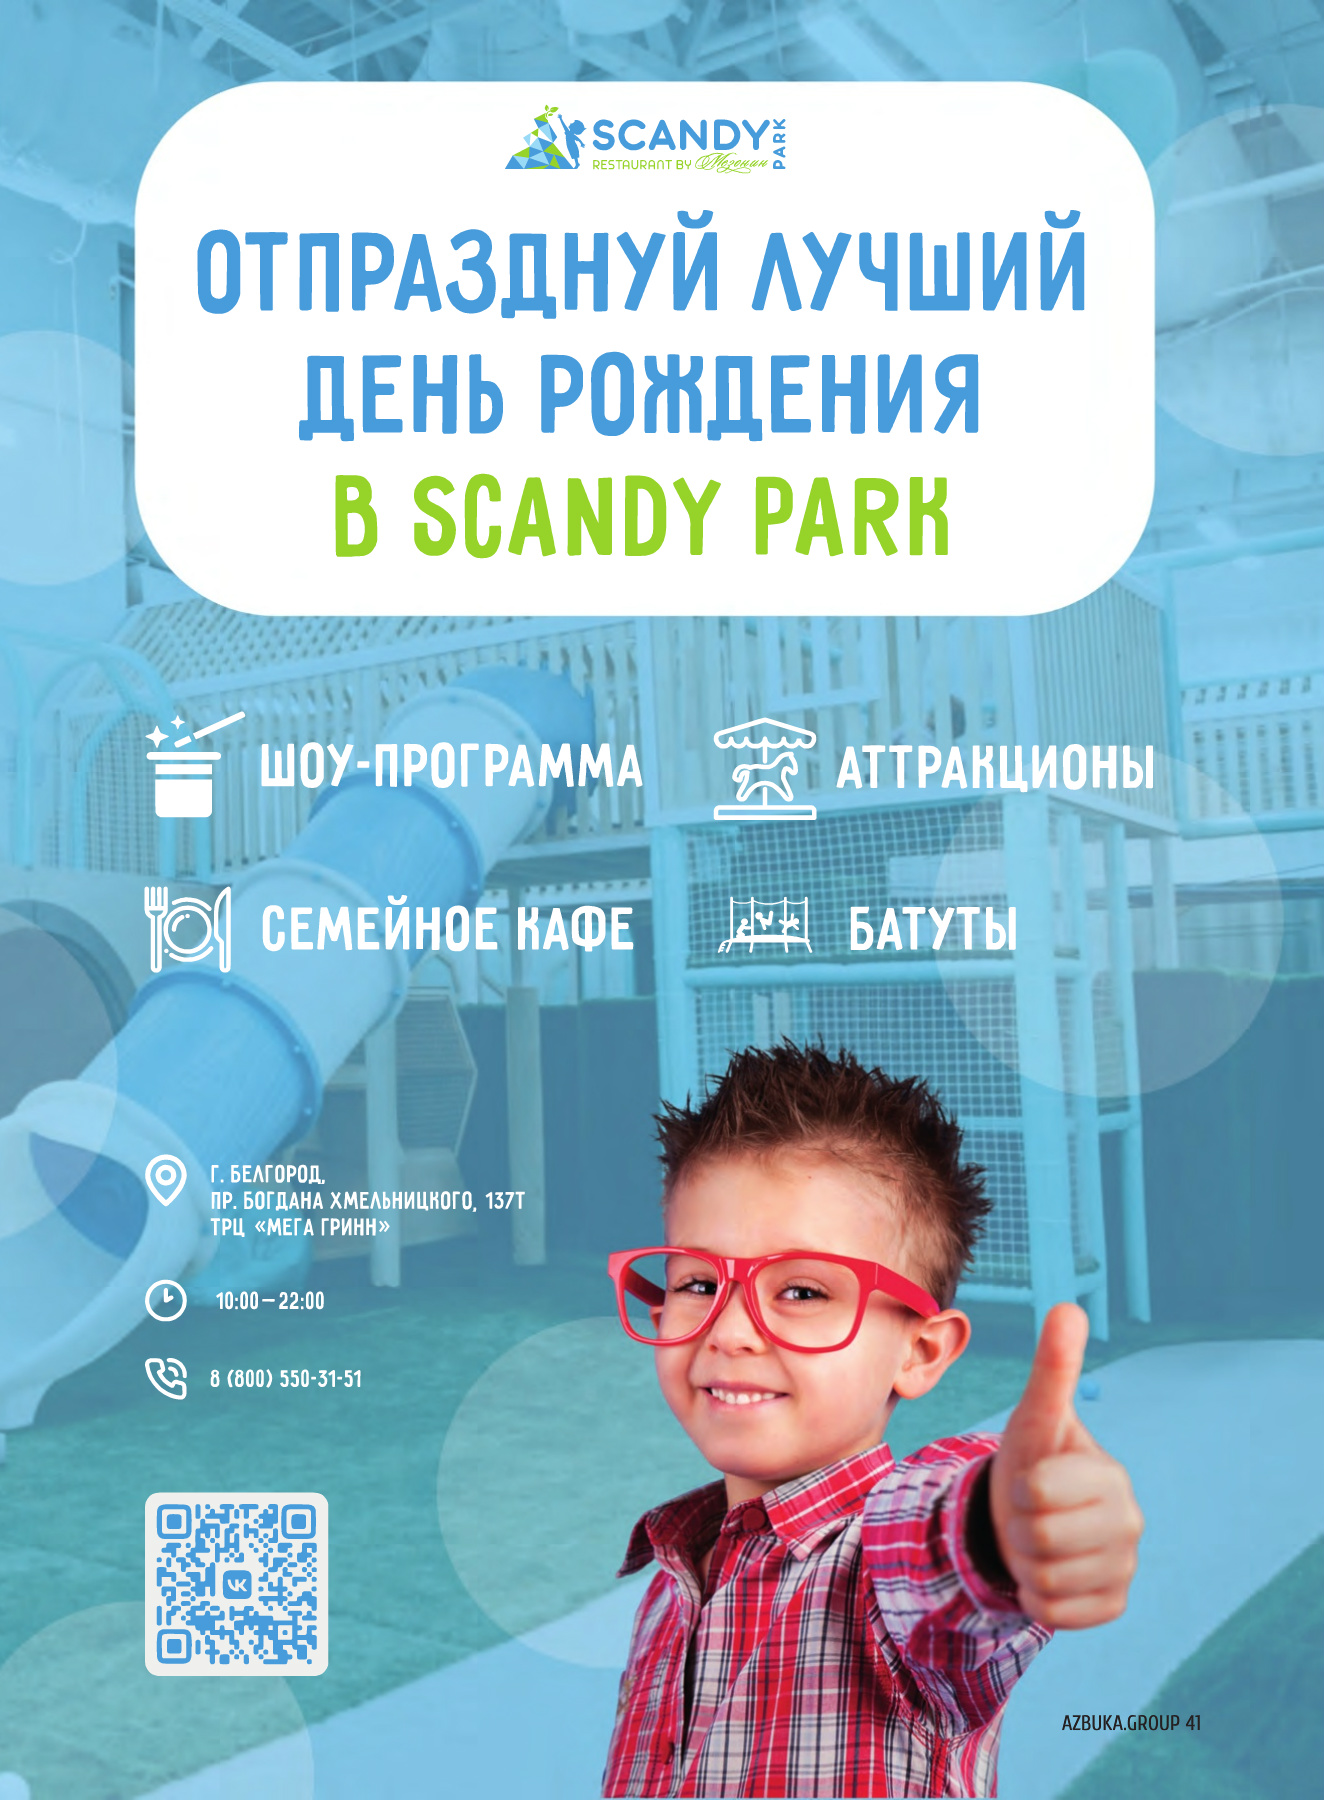 SCANDY PARK
RESTAURANT BY Мезонин
ОТПРАЗДНУЙ ЛУЧШИЙ
ДЕНЬ РОЖДЕНИЯ
В SCANDY PARK
ШОУ-ПРОГРАММА
АТТРАКЦИОНЫ
СЕМЕЙНОЕ КАФЕ
БАТУТЫ
Г. БЕЛГОРОД,
ПР. БОГДАНА ХМЕЛЬНИЦКОГО, 137Т
ТРЦ «МЕГА ГРИНН»
10:00—22:00
8 (800) 550-31-51
AZBUKA.GROUP 41